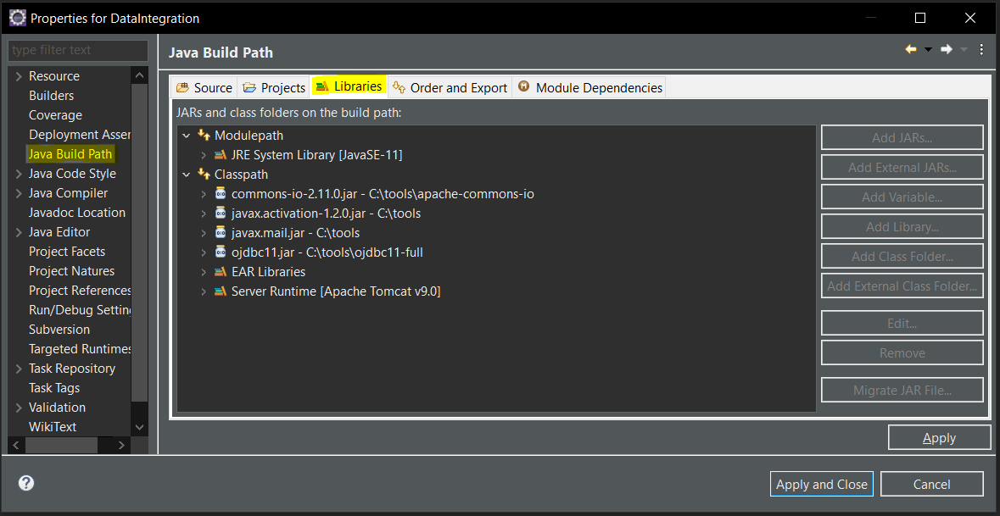 Properties for DataIntegration
type filter text
Resource
Builders
Coverage
Deployment Asser
Java Build Path
Java Code Style
Java Compiler
Javadoc Location
Java Editor
Project Facets
Project Natures
Project References
Run/Debug Settin
Subversion
Targeted Runtimes
Task Repository
Task Tags
Validation
WikiText
Java Build Path
Source Projects Libraries Order and Export Module Dependencies
JARs and class folders on the build path:
Modulepath
JRE System Library [JavaSE-11]
Classpath
commons-io-2.11.0.jar - C:\tools\apache-commons-io
javax.activation-1.2.0.jar - C:\tools
javax.mail.jar - C:\tools
ojdbc11.jar - C:\tools\ojdbc11-full
EAR Libraries
Server Runtime [Apache Tomcat v9.0]
Add JARs...
Add External JARs...
Add Variable...
Add Library...
Add Class Folder...
Add External Class Folder...
Edit...
Remove
Migrate JAR File...
Apply
Apply and Close Cancel